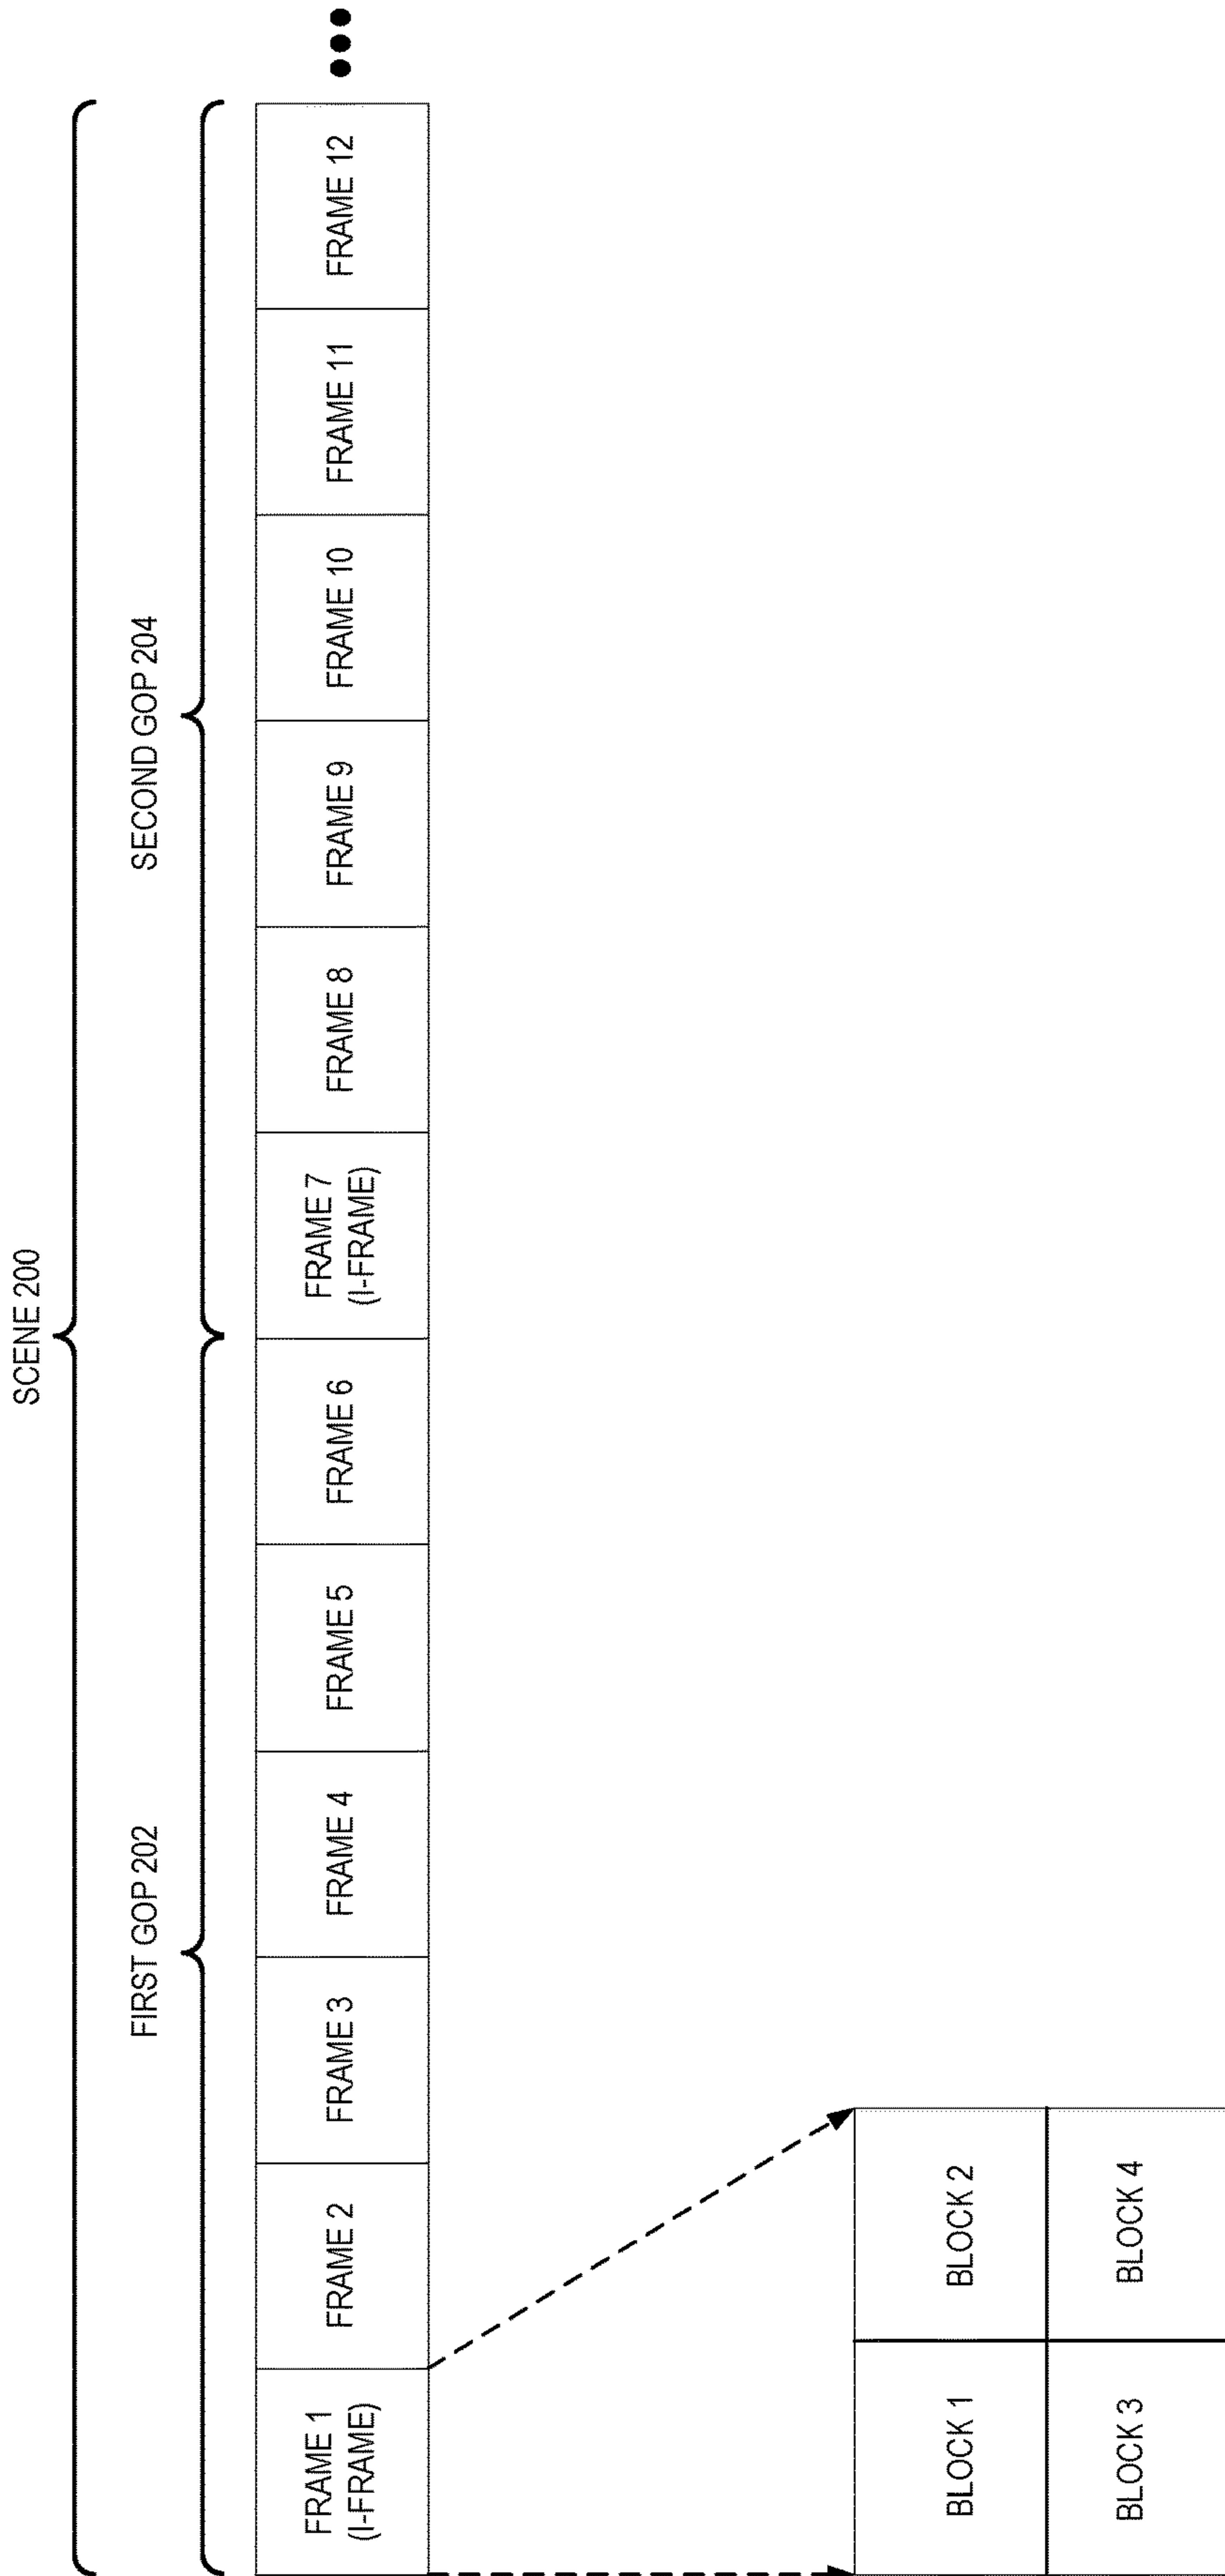 SCENE 200
FIRST GOP 202
SECOND GOP 204
FRAME 1
(I-FRAME)
FRAME 2
FRAME 3
FRAME 4
FRAME 5
FRAME 6
FRAME 7
(I-FRAME)
FRAME 8
FRAME 9
FRAME 10
FRAME 11
FRAME 12
BLOCK 1
BLOCK 2
BLOCK 3
BLOCK 4